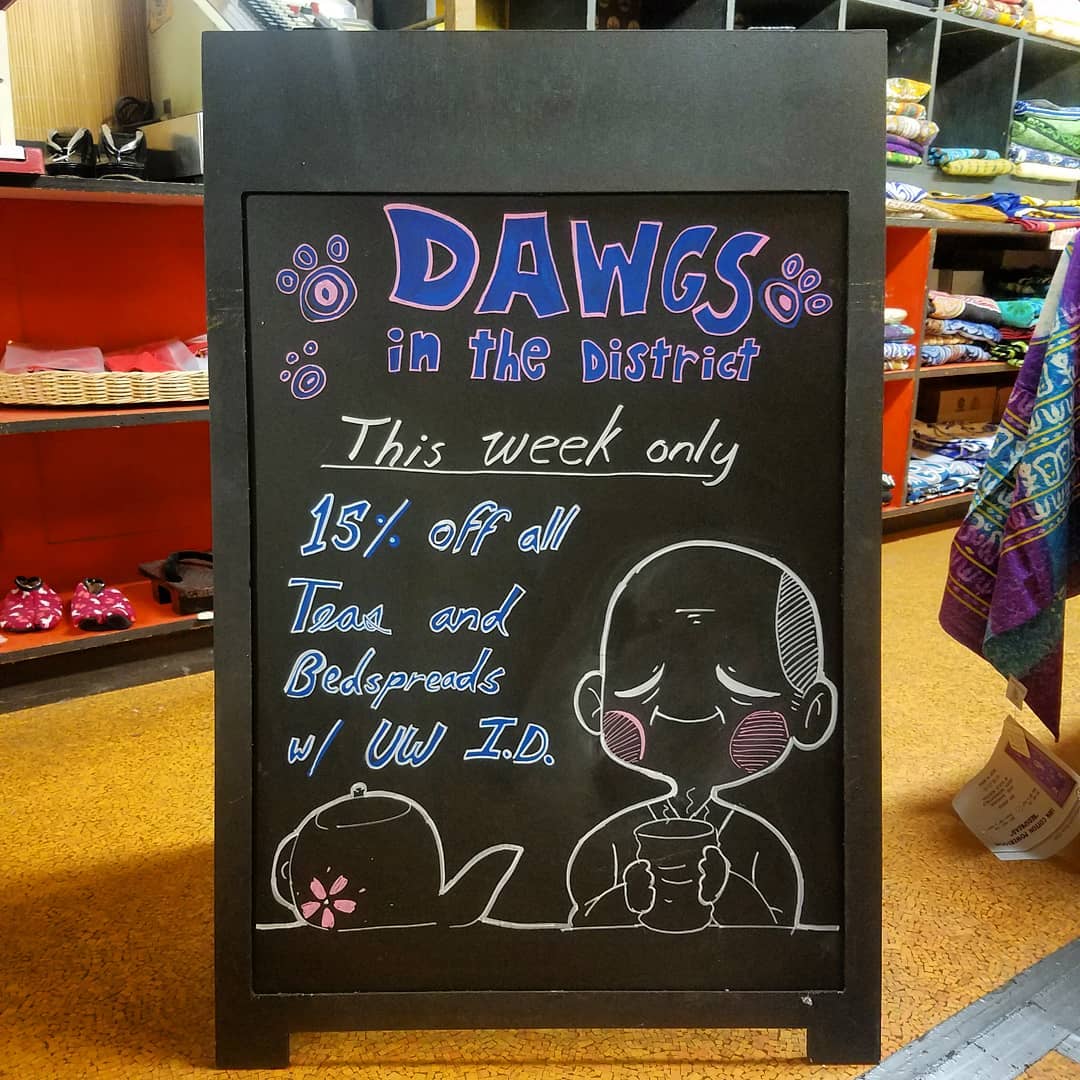 DAWGS
in the District
This week only
15% off all
Teas and
Bedspreads
w/ UW I.D.